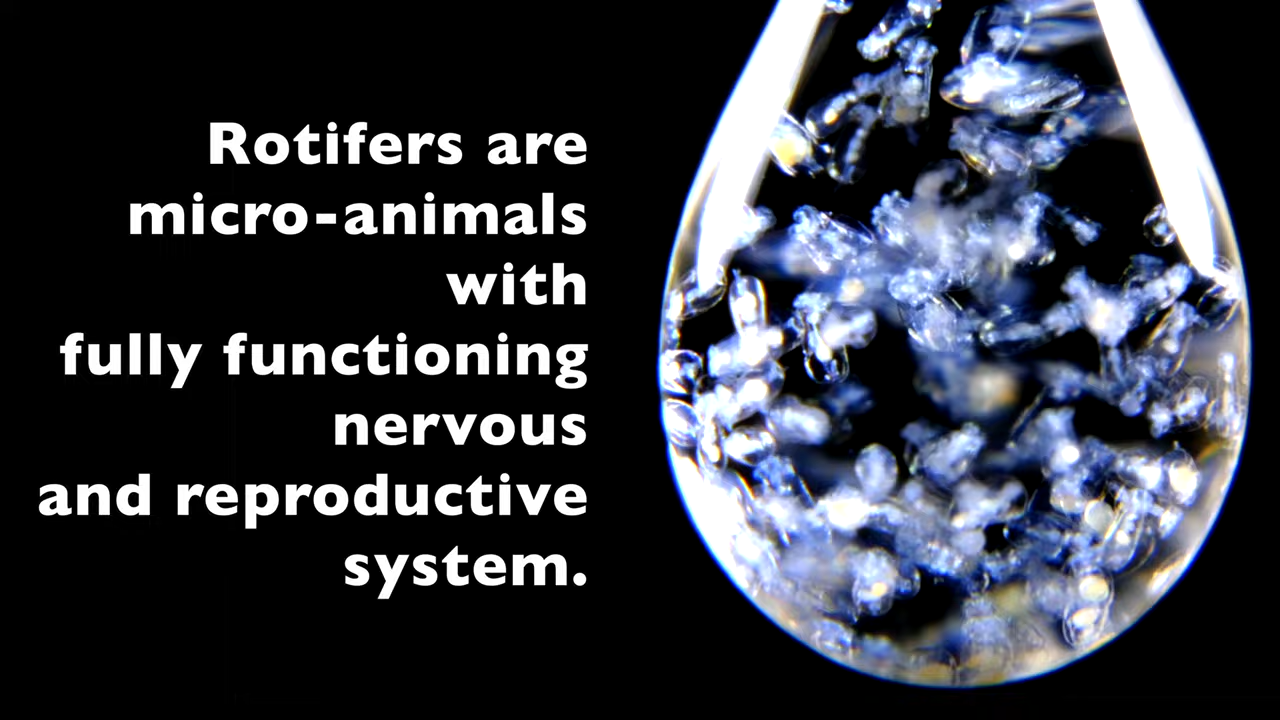 Rotifers are
micro-animals
with
fully functioning
nervous
and reproductive
system.